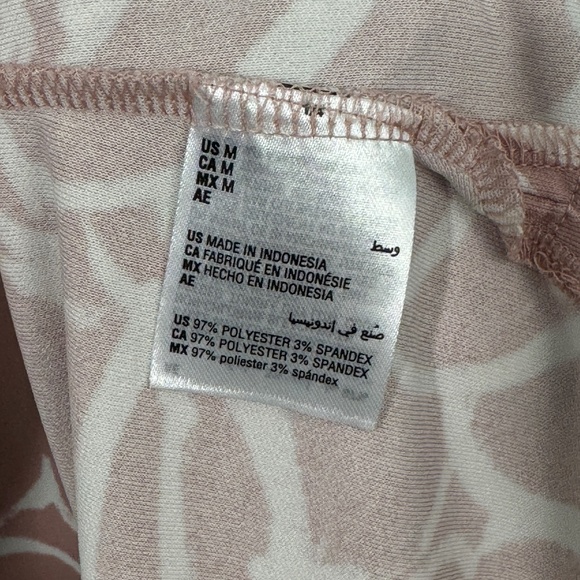 US M
CA M
MX M
AE
وسط
US MADE IN INDONESIA
CA FABRIQUÉ EN INDONÉSIE
MX HECHO EN INDONESIA
AE
صنع في إندونيسيا
US 97% POLYESTER 3% SPANDEX
CA 97% POLYESTER 3% SPANDEX
MX 97% poliester 3% spándex